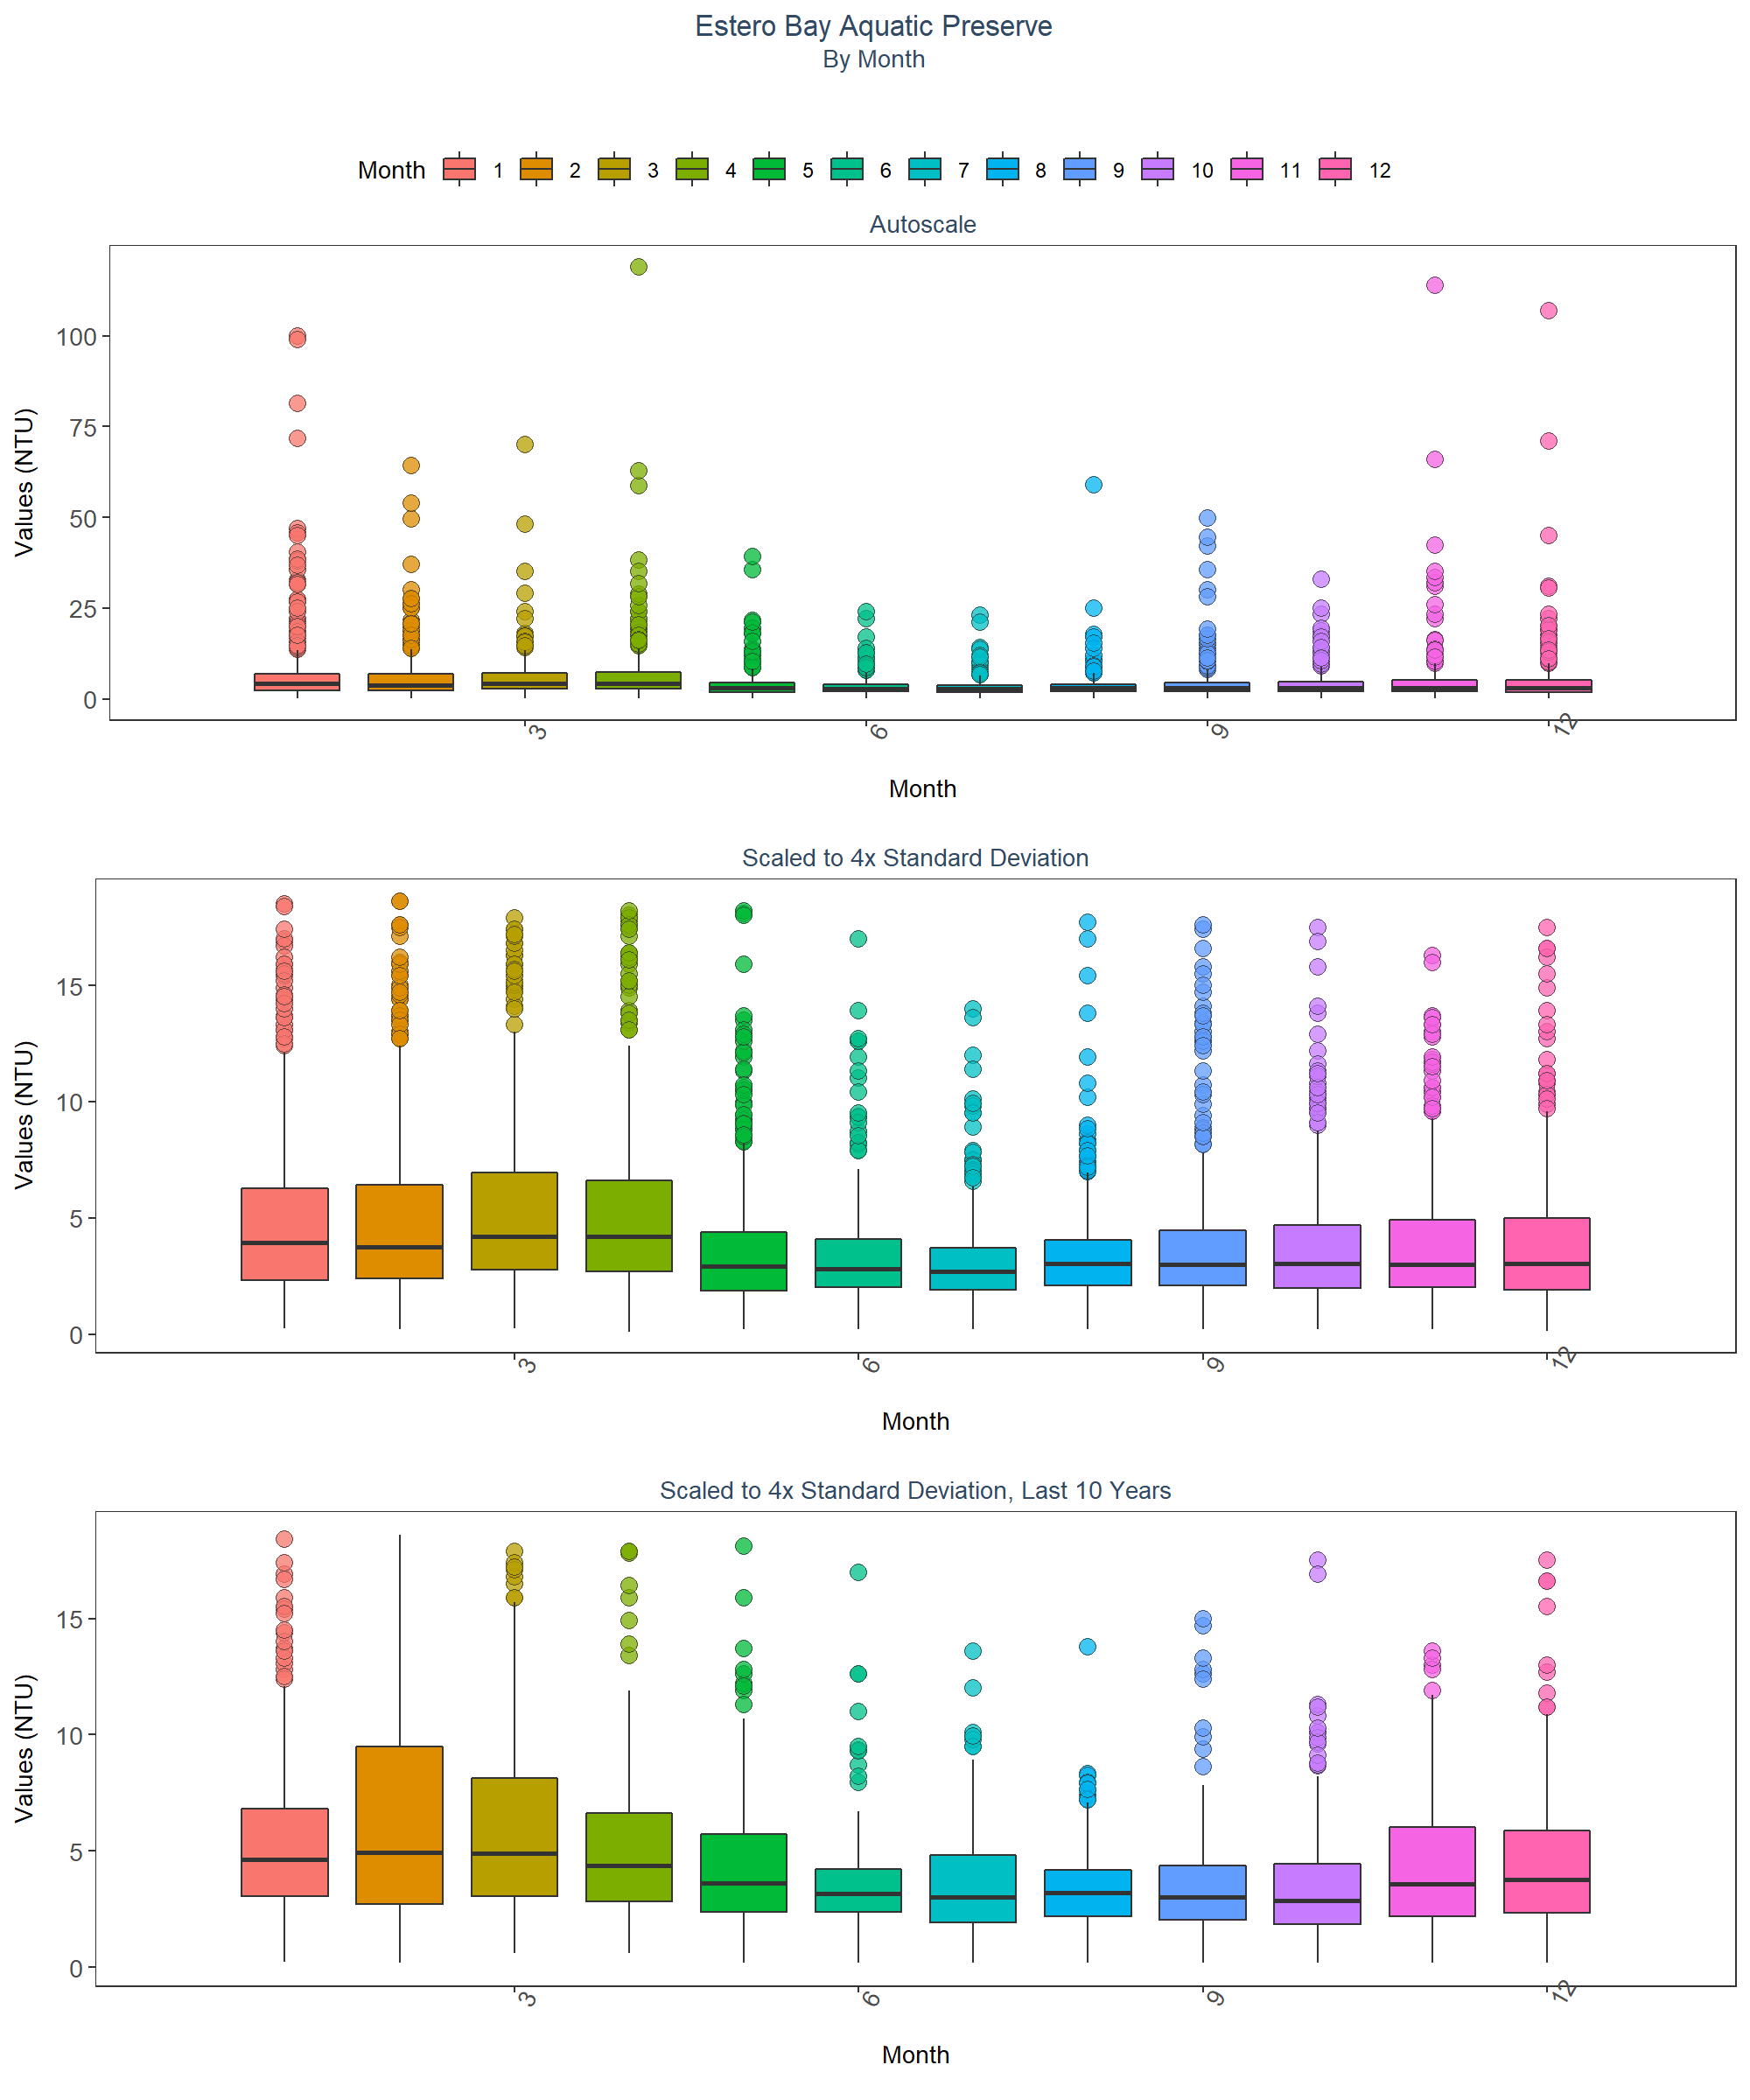 Estero Bay Aquatic Preserve
By Month
Month 1 2 3 4 5 6 7 8 9 10 11 12
Autoscale
Values (NTU)
100
75
50
25
0
3 6 9 12
Month
Scaled to 4x Standard Deviation
Values (NTU)
15
10
5
0
3 6 9 12
Month
Scaled to 4x Standard Deviation, Last 10 Years
Values (NTU)
15
10
5
0
3 6 9 12
Month